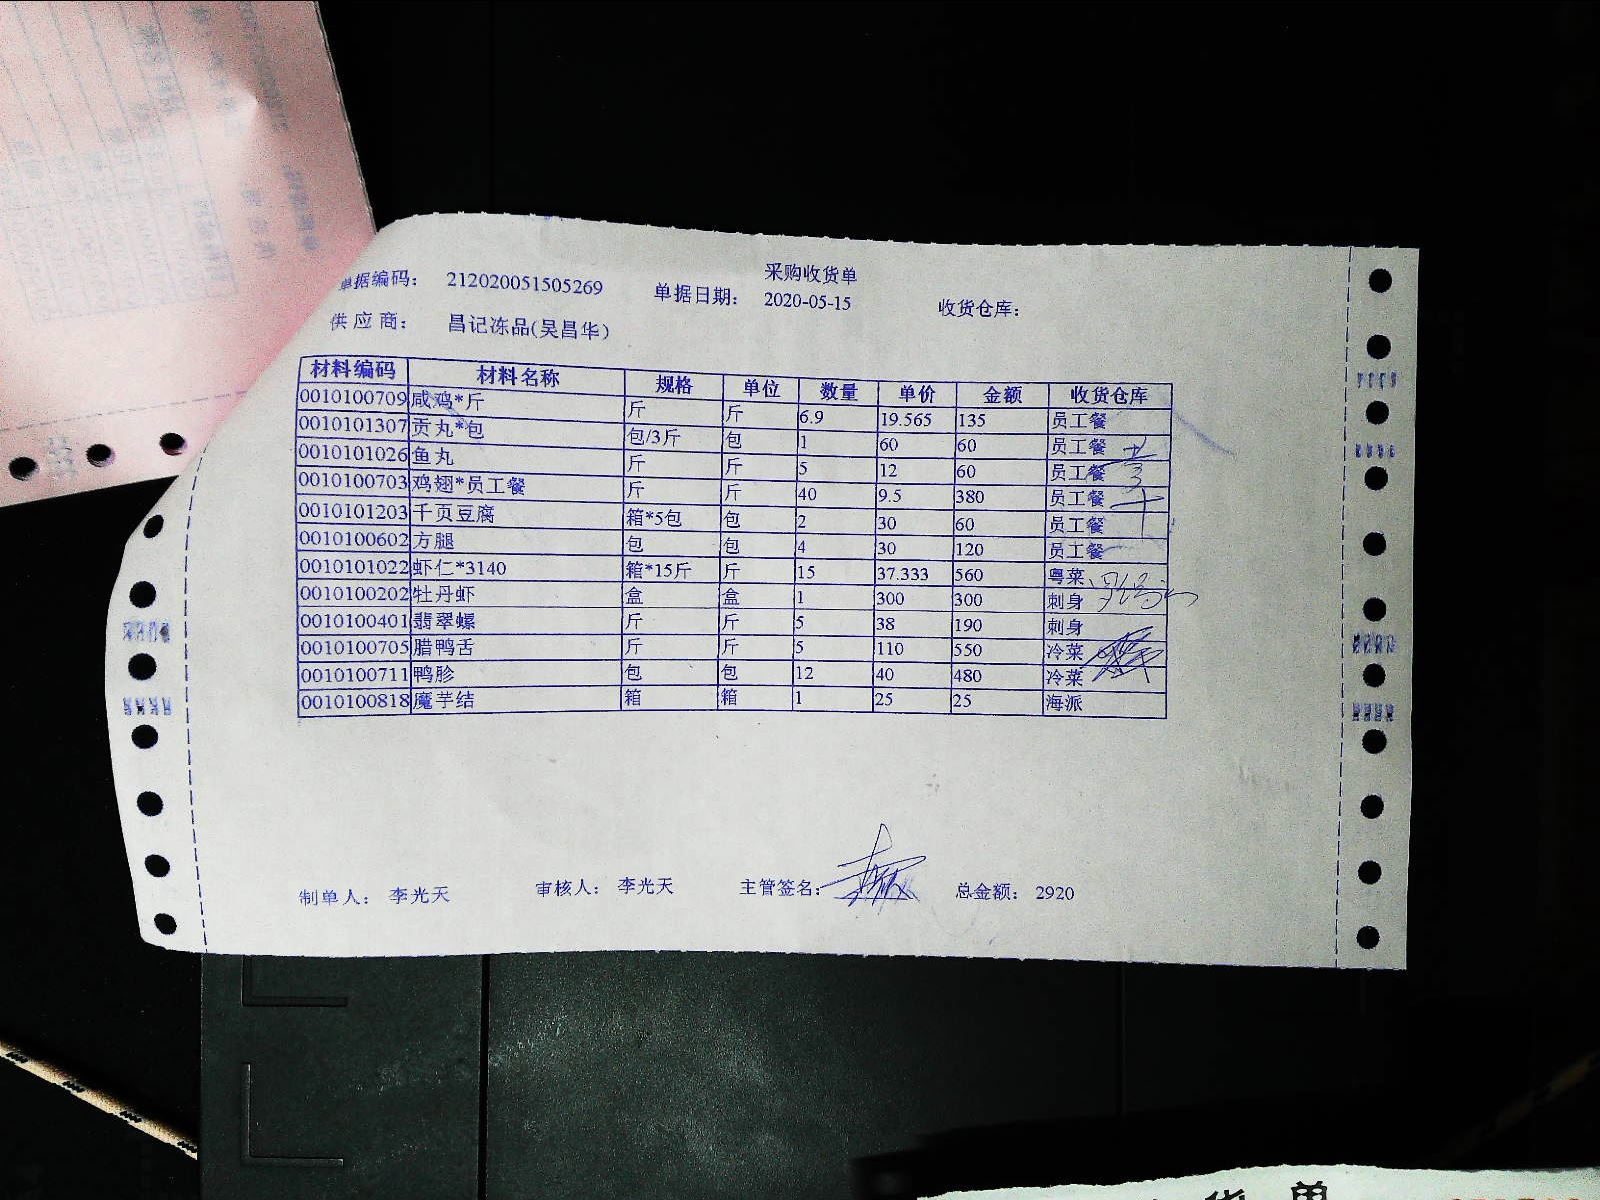 采购收货单
单据编码： 212020051505269 单据日期： 2020-05-15 收货仓库：
供应商： 昌记冻品(吴昌华)
材料编码 材料名称 规格 单位 数量 单价 金额 收货仓库
0010100709 咸鸡*斤 斤 斤 6.9 19.565 135 员工餐
0010101307 贡丸*包 包/3斤 包 1 60 60 员工餐
0010101026 鱼丸 斤 斤 5 12 60 员工餐
0010100703 鸡翅*员工餐 斤 斤 40 9.5 380 员工餐
0010101203 千页豆腐 箱*5包 包 2 30 60 员工餐
0010100602 方腿 包 包 4 30 120 员工餐
0010101022 虾仁*3140 箱*15斤 斤 15 37.333 560 粤菜
0010100202 牡丹虾 盒 盒 1 300 300 刺身
0010100401 翡翠螺 斤 斤 5 38 190 刺身
0010100705 腊鸭舌 斤 斤 5 110 550 冷菜
0010100711 鸭胗 包 包 12 40 480 冷菜
0010100818 魔芋结 箱 箱 1 25 25 海派
制单人： 李光天 审核人： 李光天 主管签名： 总金额： 2920
货单